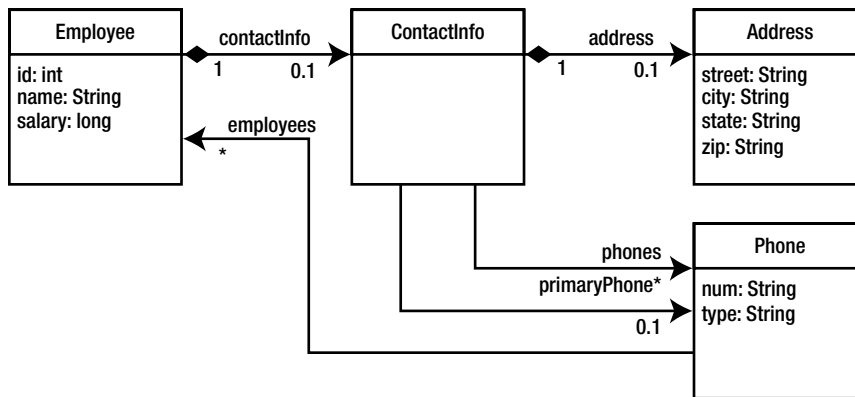 Employee
contactInfo
ContactInfo
address
Address
1
0.1
1
0.1
id: int
name: String
salary: long
street: String
city: String
state: String
zip: String
employees
*
Phone
phones
primaryPhone*
num: String
type: String
0.1